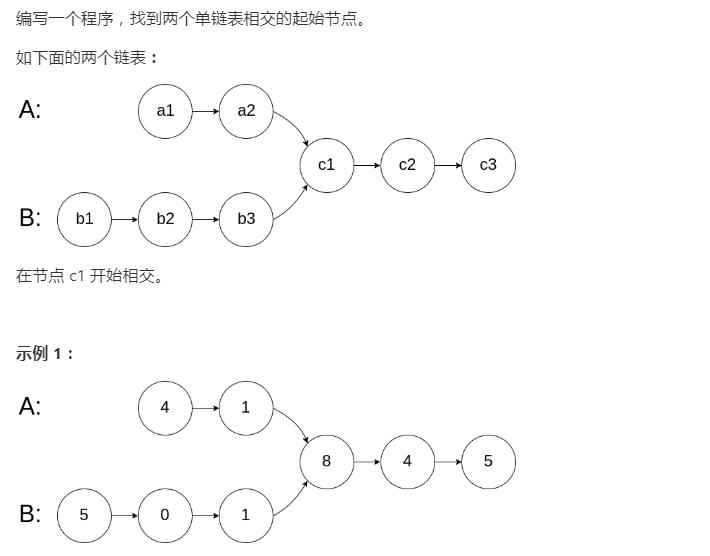 编写一个程序，找到两个单链表相交的起始节点。
如下面的两个链表：
A: a1 a2
c1 c2 c3
B: b1 b2 b3
在节点 c1 开始相交。
示例 1：
A: 4 1
8 4 5
B: 5 0 1